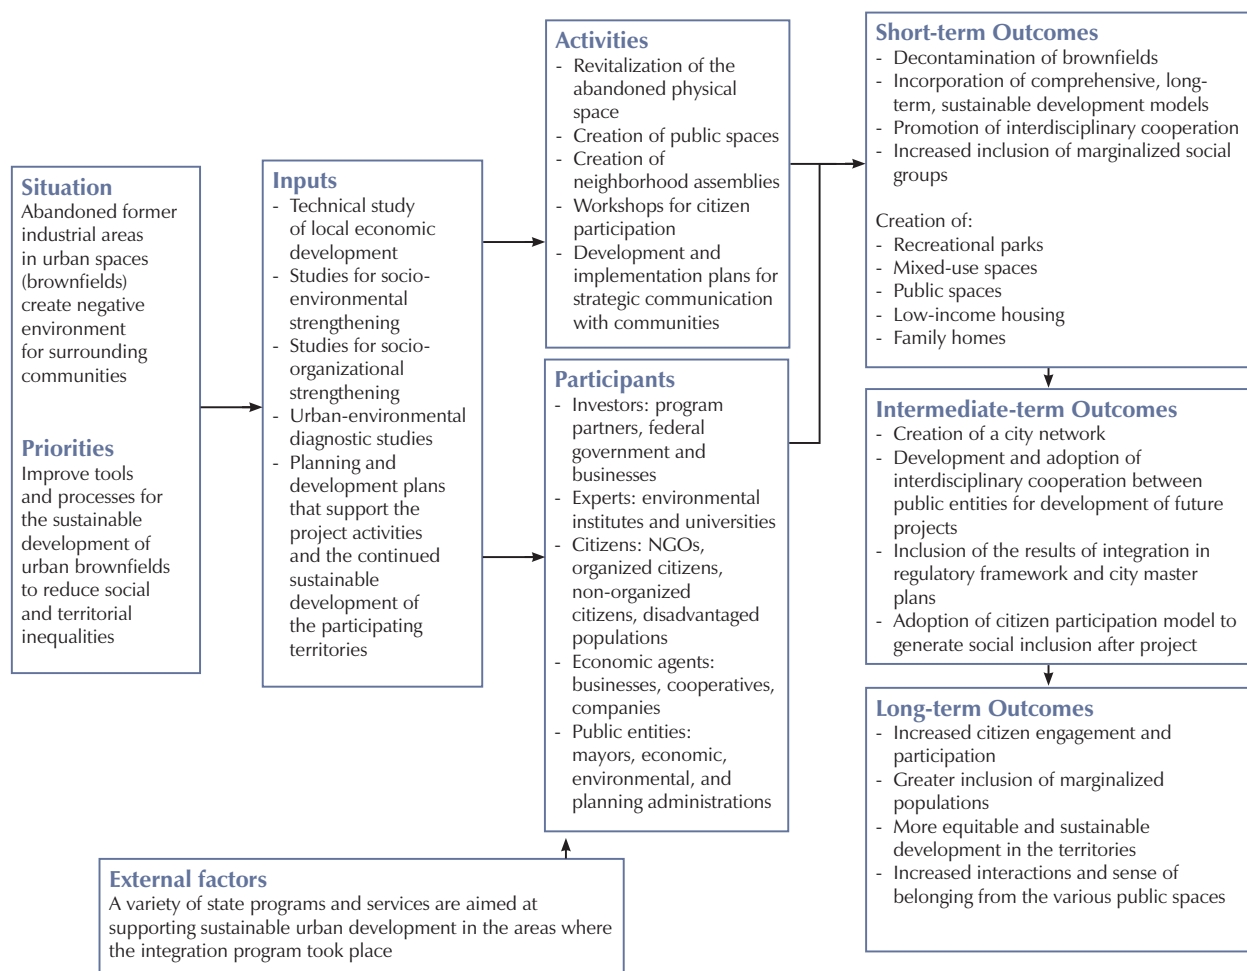 Situation
Abandoned former
industrial areas
in urban spaces
(brownfields)
create negative
environment
for surrounding
communities
Priorities
Improve tools
and processes for
the sustainable
development of
urban brownfields
to reduce social
and territorial
inequalities
Inputs
- Technical study
of local economic
development
- Studies for socio-
environmental
strengthening
- Studies for socio-
organizational
strengthening
- Urban-environmental
diagnostic studies
- Planning and
development plans
that support the
project activities
and the continued
sustainable
development of
the participating
territories
Activities
- Revitalization of the
abandoned physical
space
- Creation of public spaces
- Creation of
neighborhood assemblies
- Workshops for citizen
participation
- Development and
implementation plans for
strategic communication
with communities
Participants
- Investors: program
partners, federal
government and
businesses
- Experts: environmental
institutes and universities
- Citizens: NGOs,
organized citizens,
non-organized
citizens, disadvantaged
populations
- Economic agents:
businesses, cooperatives,
companies
- Public entities:
mayors, economic,
environmental, and
planning administrations
External factors
A variety of state programs and services are aimed at
supporting sustainable urban development in the areas where
the integration program took place
Short-term Outcomes
- Decontamination of brownfields
- Incorporation of comprehensive, long-
term, sustainable development models
- Promotion of interdisciplinary cooperation
- Increased inclusion of marginalized social
groups
Creation of:
- Recreational parks
- Mixed-use spaces
- Public spaces
- Low-income housing
- Family homes
Intermediate-term Outcomes
- Creation of a city network
- Development and adoption of
interdisciplinary cooperation between
public entities for development of future
projects
- Inclusion of the results of integration in
regulatory framework and city master
plans
- Adoption of citizen participation model to
generate social inclusion after project
Long-term Outcomes
- Increased citizen engagement and
participation
- Greater inclusion of marginalized
populations
- More equitable and sustainable
development in the territories
- Increased interactions and sense of
belonging from the various public spaces